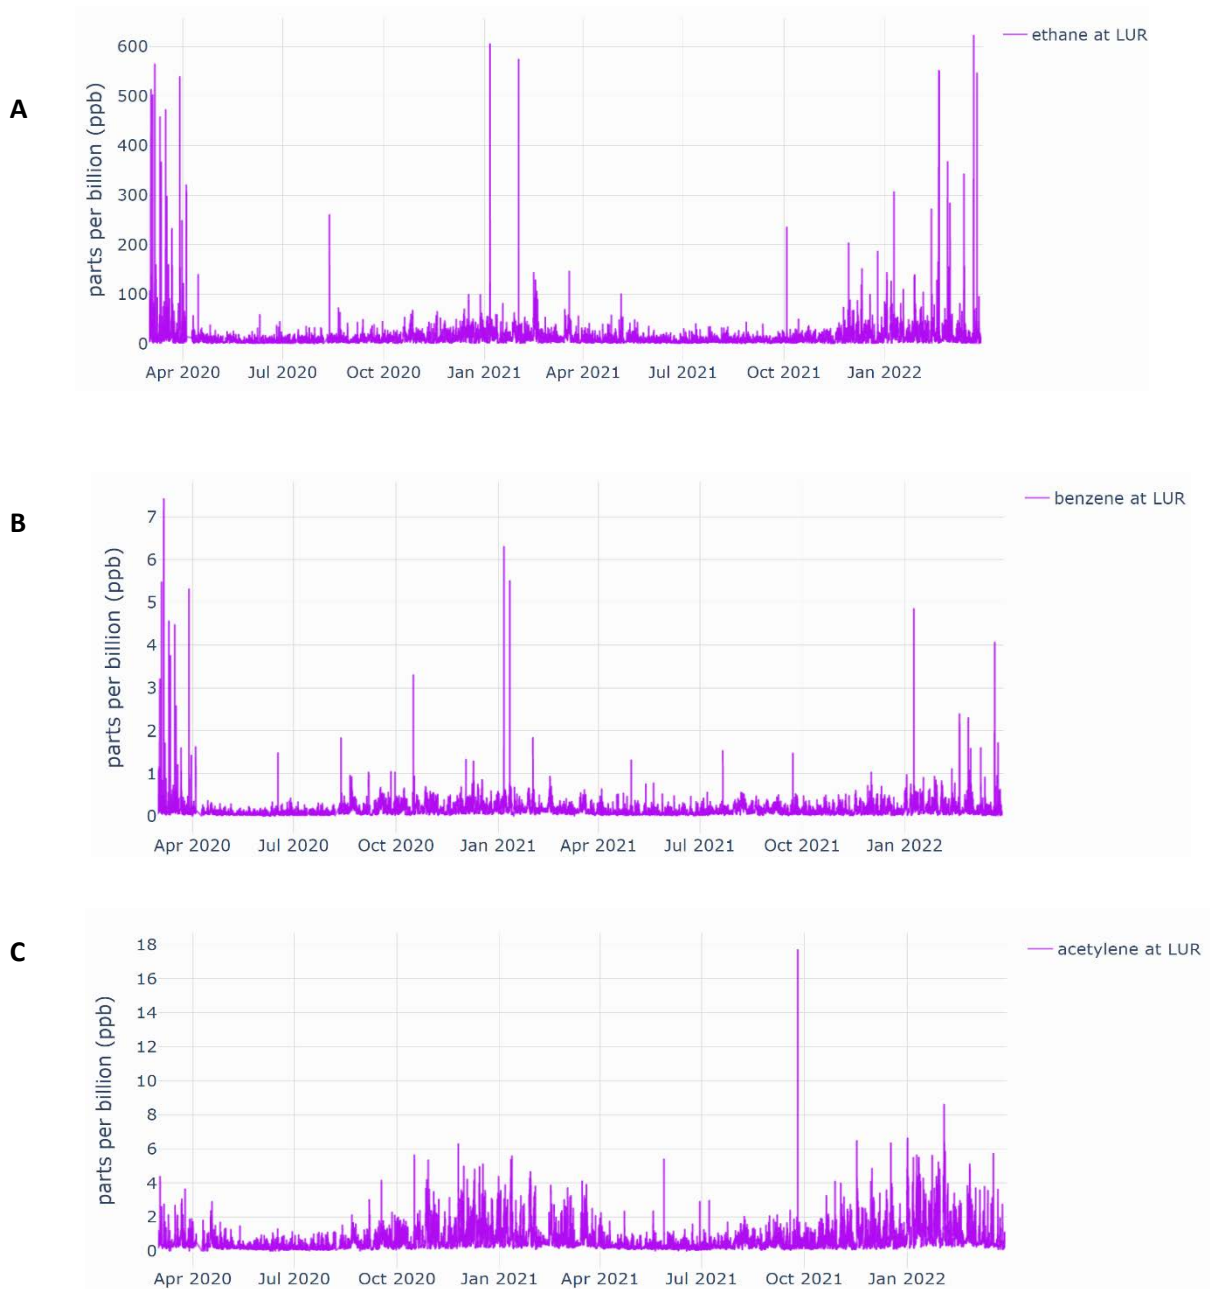 A
ethane at LUR
parts per billion (ppb)
600
500
400
300
200
100
0
Apr 2020 Jul 2020 Oct 2020 Jan 2021 Apr 2021 Jul 2021 Oct 2021 Jan 2022
B
benzene at LUR
parts per billion (ppb)
7
6
5
4
3
2
1
0
Apr 2020 Jul 2020 Oct 2020 Jan 2021 Apr 2021 Jul 2021 Oct 2021 Jan 2022
C
acetylene at LUR
parts per billion (ppb)
18
16
14
12
10
8
6
4
2
0
Apr 2020 Jul 2020 Oct 2020 Jan 2021 Apr 2021 Jul 2021 Oct 2021 Jan 2022